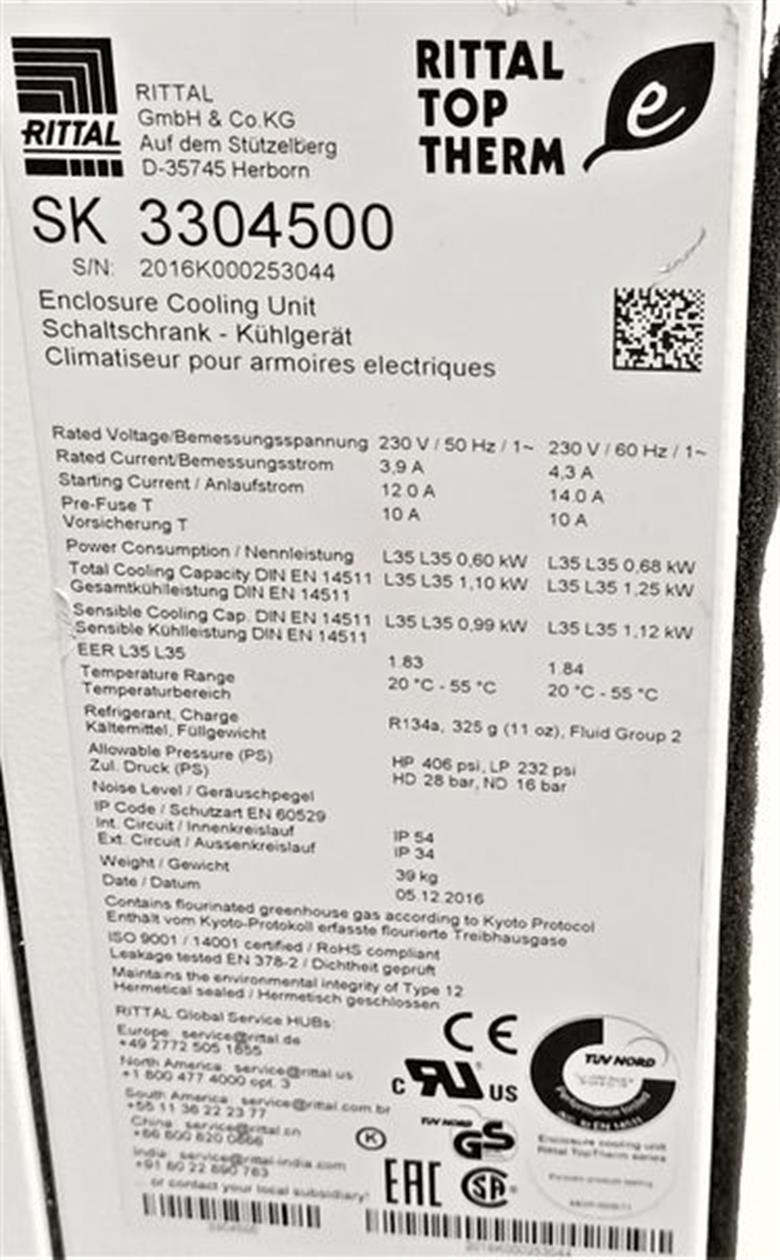 RITTAL
RITTAL
GmbH & Co.KG
Auf dem Stützelberg
D-35745 Herborn
RITTAL
TOP
THERM
e
SK 3304500
S/N: 2016K000253044
Enclosure Cooling Unit
Schaltschrank - Kühlgerät
Climatiseur pour armoires electriques
Rated Voltage/Bemessungsspannung 230 V / 50 Hz / 1~ 230 V / 60 Hz / 1~
Rated Current/Bemessungsstrom 3,9 A 4,3 A
Starting Current / Anlaufstrom 12.0 A 14.0 A
Pre-Fuse T 10 A 10 A
Vorsicherung T
Power Consumption / Nennleistung L35 L35 0,60 kW L35 L35 0,68 kW
Total Cooling Capacity DIN EN 14511 L35 L35 1,10 kW L35 L35 1,25 kW
Gesamtkühlleistung DIN EN 14511
Sensible Cooling Cap. DIN EN 14511 L35 L35 0,99 kW L35 L35 1,12 kW
Sensible Kühlleistung DIN EN 14511
EER L35 L35 1.83 1.84
Temperature Range 20 °C - 55 °C 20 °C - 55 °C
Temperaturbereich
Refrigerant, Charge R134a, 325 g (11 oz), Fluid Group 2
Kältemittel, Füllgewicht
Allowable Pressure (PS) HP 406 psi, LP 232 psi
Zul. Druck (PS) HD 28 bar, ND 16 bar
Noise Level / Geräuschpegel
IP Code / Schutzart EN 60529
Int. Circuit / Innenkreislauf IP 54
Ext. Circuit / Aussenkreislauf IP 34
Weight / Gewicht 39 kg
Date / Datum 05.12.2016
Contains flourinated greenhouse gas according to Kyoto Protocol
Enthält vom Kyoto-Protokoll erfasste flourierte Treibhausgase
ISO 9001 / 14001 certified / RoHS compliant
Leakage tested EN 378-2 / Dichtheit geprüft
Maintains the environmental integrity of Type 12
Hermetical sealed / Hermetisch geschlossen
RITTAL Global Service HUBs:
Europe: service@rittal.de
+49 2772 505 1855
North America: service@rittal.us
+1 800 477 4000 opt. 3
South America: service@rittal.com.br
+55 11 36 22 23 77
China: service@rittal.cn
+86 800 820 0866
India: service@rittal-india.com
+91 80 22 890 763
... or contact your local subsidiary!
CE
C RU US
TÜV NORD
Performance tested
TÜV NORD
GS
K
EAC
SA
Enclosure cooling unit
Rittal TopTherm series
3304500
2016K000253044